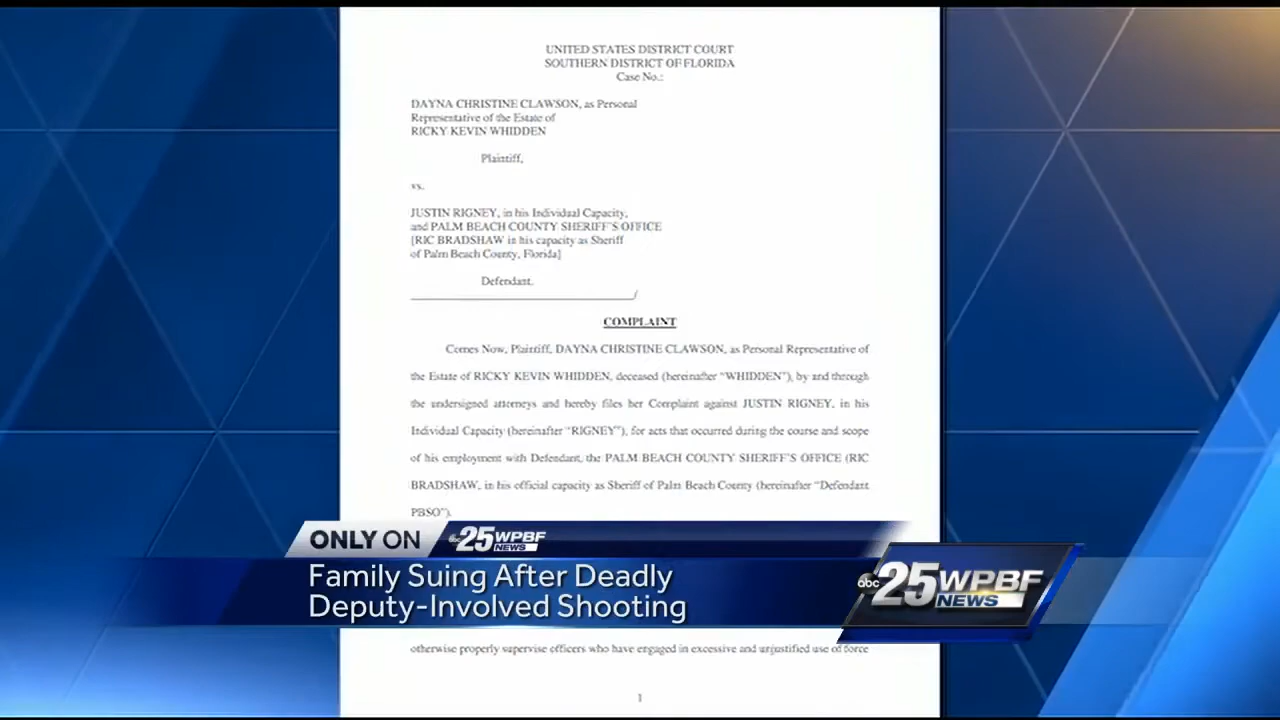 UNITED STATES DISTRICT COURT
SOUTHERN DISTRICT OF FLORIDA
Case No.:
DAYNA CHRISTINE CLAWSON, as Personal
Representative of the Estate of
RICKY KEVIN WHIDDEN
Plaintiff,
vs.
JUSTIN RIGNEY, in his Individual Capacity,
and PALM BEACH COUNTY SHERIFF'S OFFICE
[RIC BRADSHAW in his capacity as Sheriff
of Palm Beach County, Florida]
Defendant.
/
COMPLAINT
Comes Now, Plaintiff, DAYNA CHRISTINE CLAWSON, as Personal Representative of
the Estate of RICKY KEVIN WHIDDEN, deceased (hereinafter "WHIDDEN"), by and through
the undersigned attorneys and hereby files her Complaint against JUSTIN RIGNEY, in his
Individual Capacity (hereinafter "RIGNEY"), for acts that occurred during the course and scope
of his employment with Defendant, the PALM BEACH COUNTY SHERIFF'S OFFICE (RIC
BRADSHAW, in his official capacity as Sheriff of Palm Beach County (hereinafter "Defendant
PBSO").
ONLY ON abc 25 WPBF NEWS
Family Suing After Deadly
Deputy-Involved Shooting
abc 25 WPBF NEWS
otherwise properly supervise officers who have engaged in excessive and unjustified use of force
1